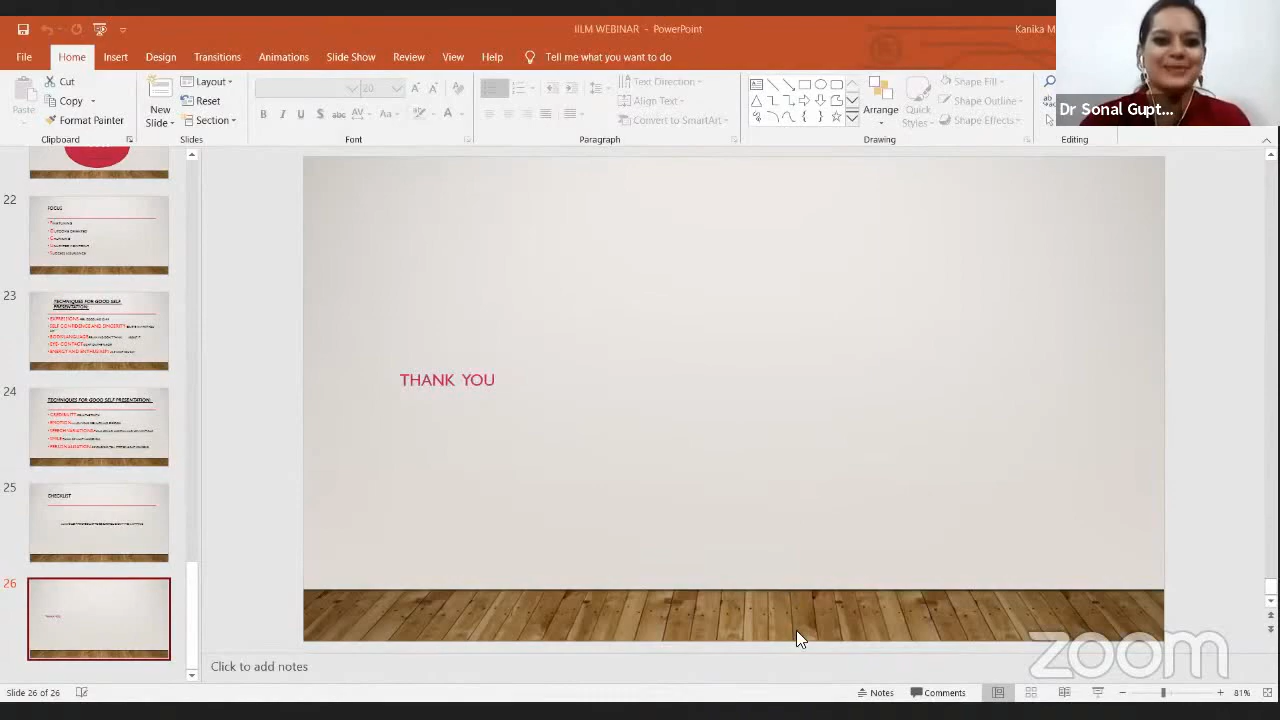 IILM WEBINAR - PowerPoint
Kanika M
File Home Insert Design Transitions Animations Slide Show Review View Help Tell me what you want to do
Cut
Copy
Format Painter
Paste
Clipboard
New
Slide
Layout
Reset
Section
Slides
20
Font
Text Direction
Align Text
Convert to SmartArt
Paragraph
Arrange
Quick
Styles
Shape Fill
Shape Outline
Shape Effects
Drawing
Editing
Dr Sonal Gupt...
22
FOCUS
23
TECHNIQUES FOR GOOD SELF
PRESENTATION:
24
TECHNIQUES FOR GOOD SELF PRESENTATION:
25
CHECKLIST
26
THANK YOU
THANK YOU
Click to add notes
zoom
Slide 26 of 26
Notes
Comments
81%